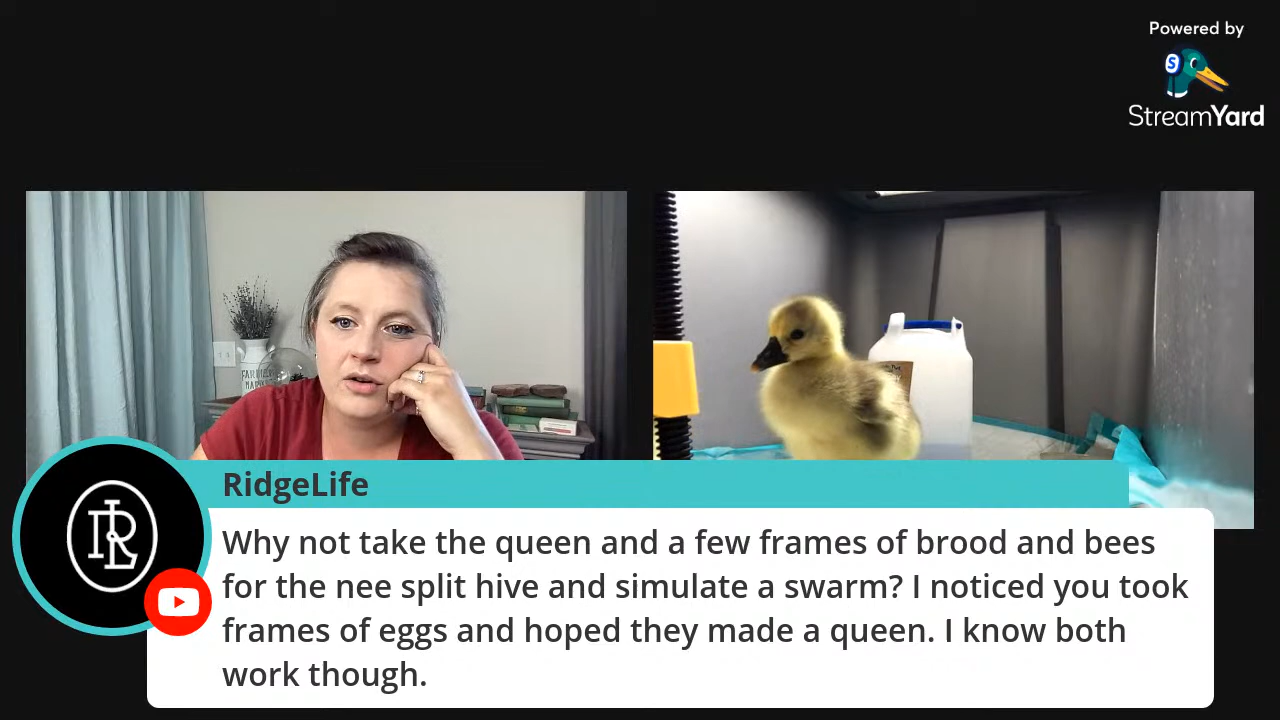 Powered by
S
StreamYard
FARMERS
MARKET
RidgeLife
Why not take the queen and a few frames of brood and bees
for the nee split hive and simulate a swarm? I noticed you took
frames of eggs and hoped they made a queen. I know both
work though.